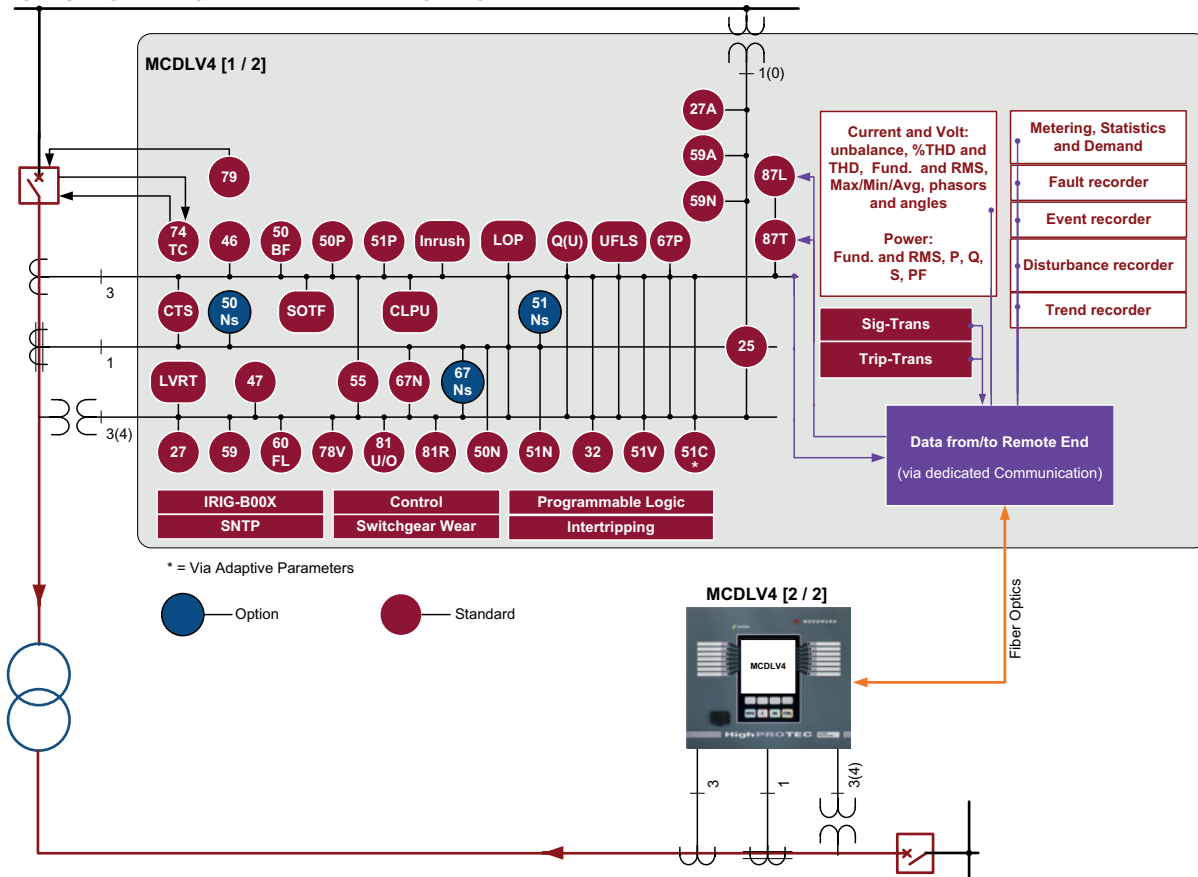 MCDLV4 [1 / 2]
1(0)
27A
59A
59N
87L
87T
79
74
TC
46
50
BF
50P
51P
Inrush
LOP
Q(U)
UFLS
67P
3
CTS
50
Ns
SOTF
CLPU
51
Ns
1
25
LVRT
47
55
67N
67
Ns
3(4)
27
59
60
FL
78V
81
U/O
81R
50N
51N
32
51V
51C
*
Current and Volt:
unbalance, %THD and
THD, Fund. and RMS,
Max/Min/Avg, phasors
and angles
Power:
Fund. and RMS, P, Q,
S, PF
Metering, Statistics
and Demand
Fault recorder
Event recorder
Disturbance recorder
Trend recorder
Sig-Trans
Trip-Trans
Data from/to Remote End
(via dedicated Communication)
IRIG-B00X
SNTP
Control
Switchgear Wear
Programmable Logic
Intertripping
* = Via Adaptive Parameters
Option
Standard
Fiber Optics
MCDLV4 [2 / 2]
WOODWARD
MCDLV4
HighPROTEC
3
1
3(4)